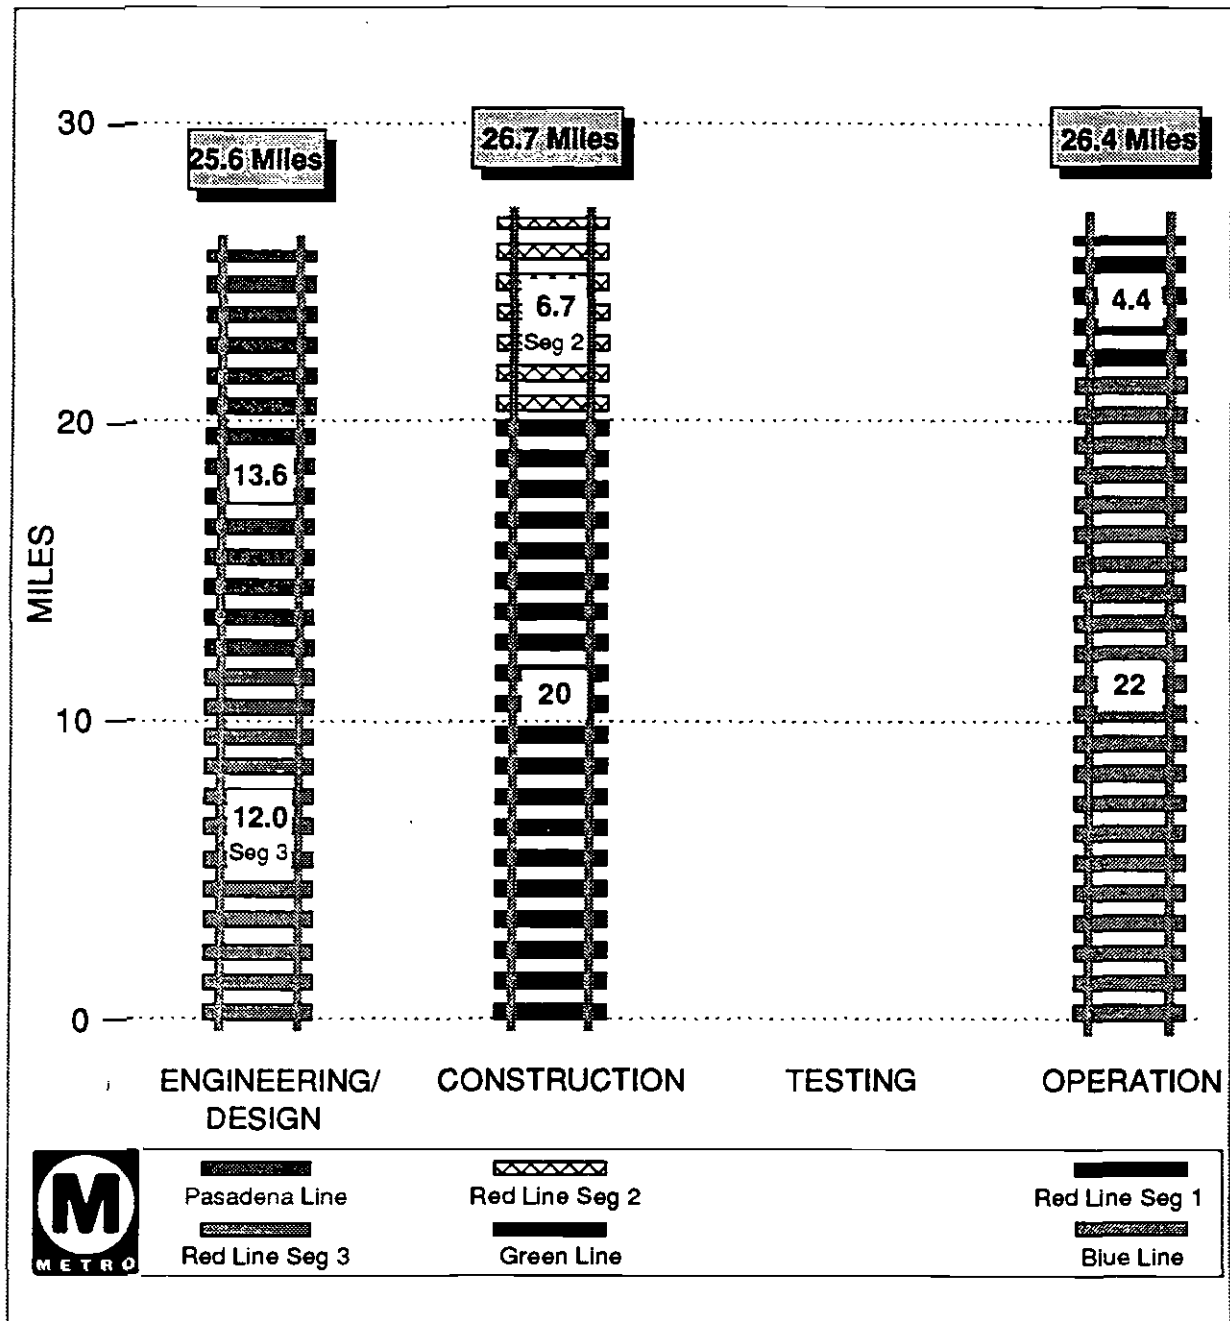 30
25.6 Miles
26.7 Miles
26.4 Miles
6.7
Seg 2
4.4
20
13.6
MILES
20
22
10
12.0
Seg 3
0
ENGINEERING/
DESIGN
CONSTRUCTION
TESTING
OPERATION
M
METRO
Pasadena Line
Red Line Seg 3
Red Line Seg 2
Green Line
Red Line Seg 1
Blue Line